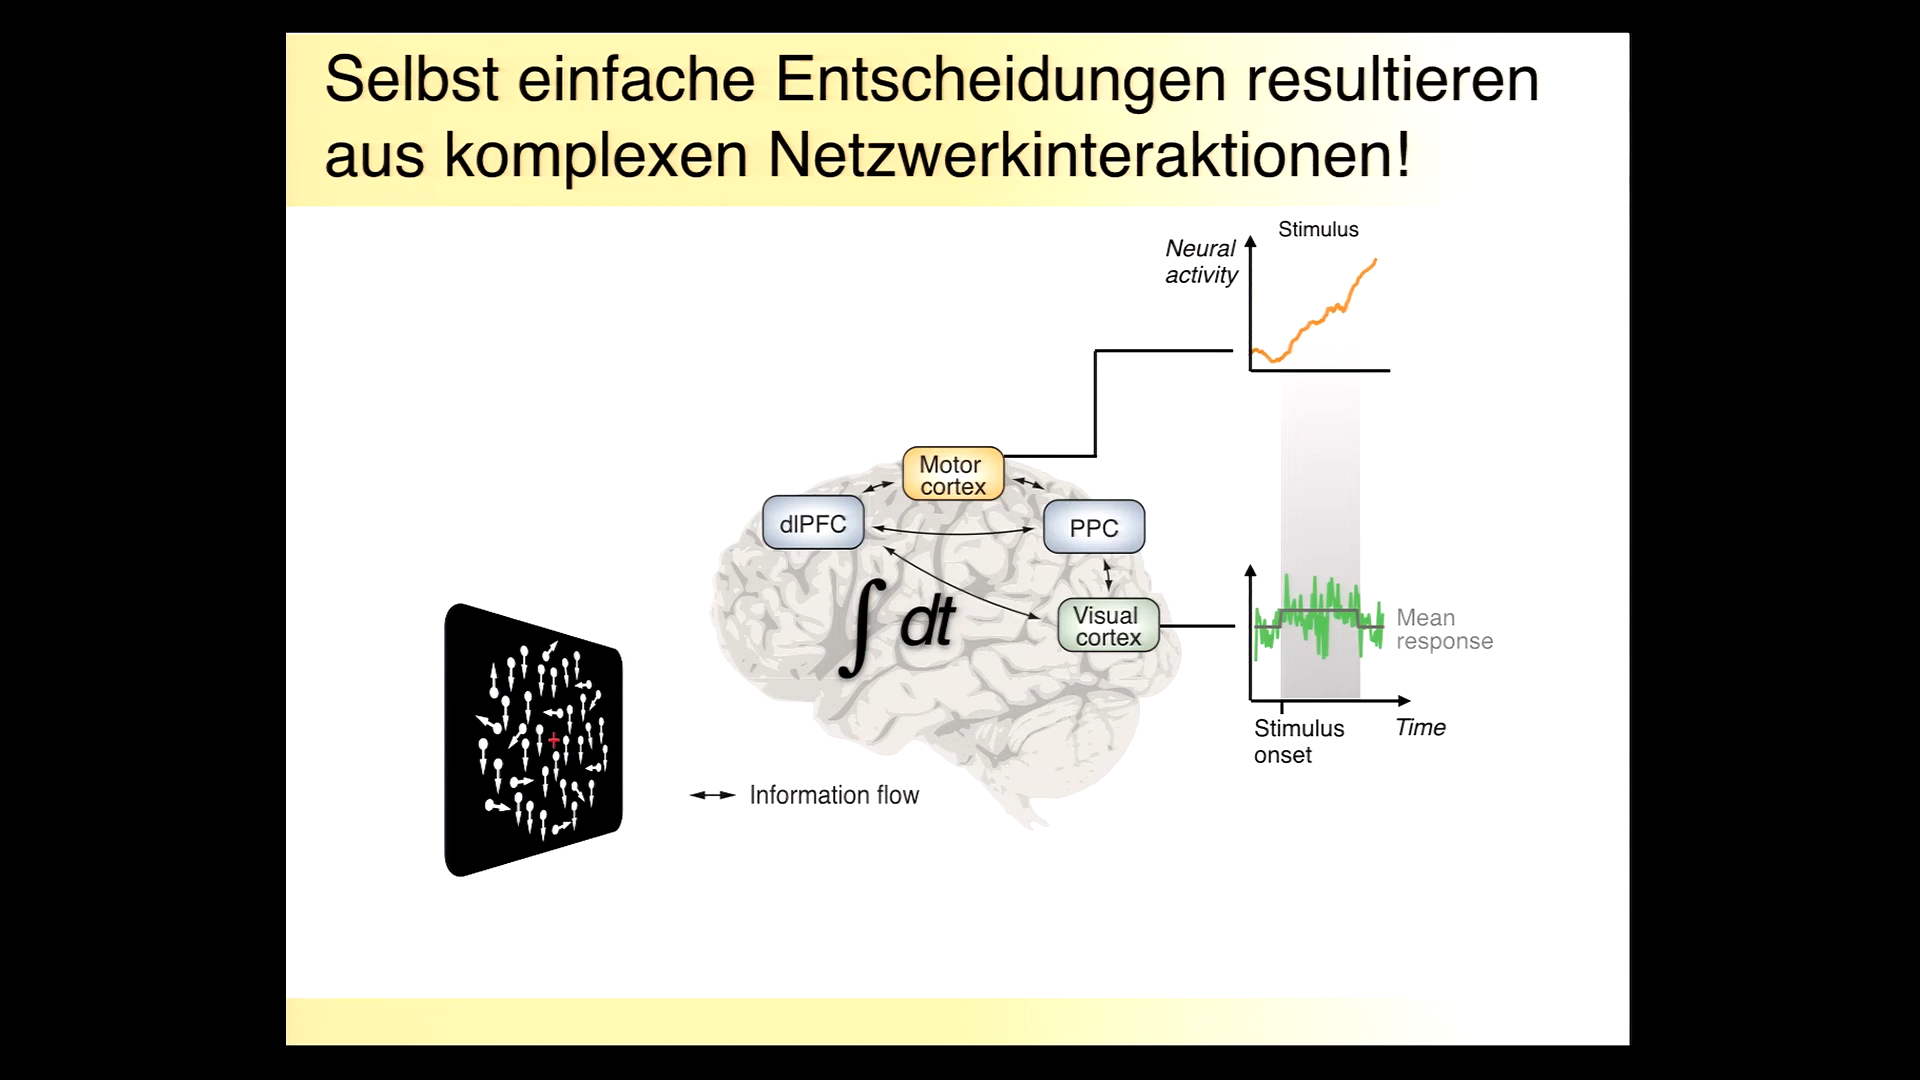 Selbst einfache Entscheidungen resultieren
aus komplexen Netzwerkinteraktionen!
Stimulus
Neural
activity
Motor
cortex
dlPFC
PPC
∫ dt
Visual
cortex
Mean
response
Stimulus
onset
Time
Information flow